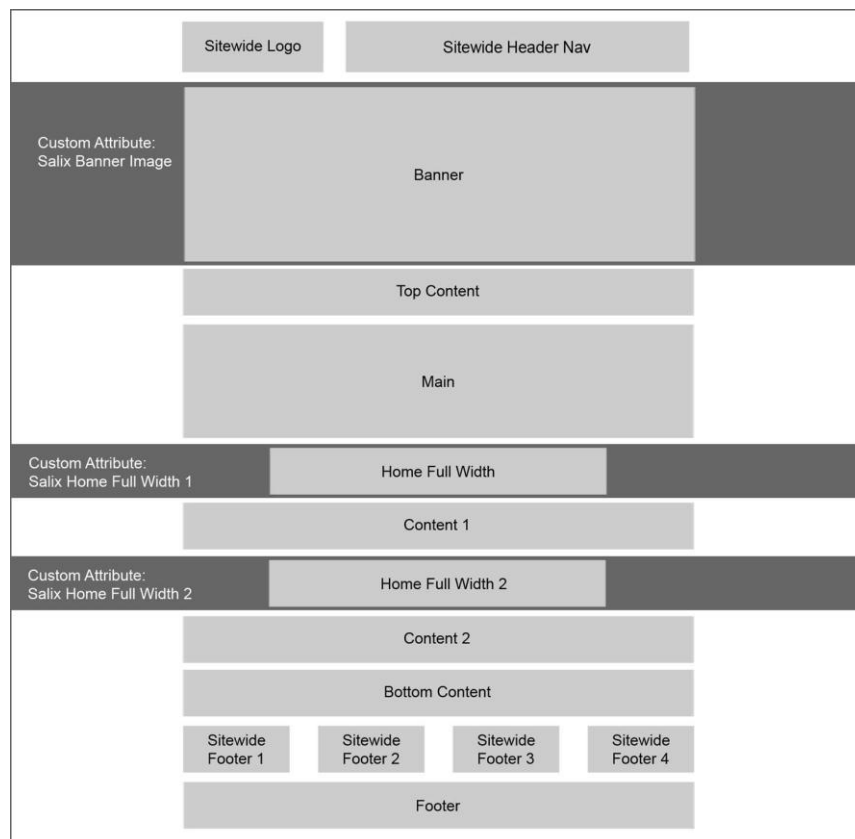 Sitewide Logo
Sitewide Header Nav
Custom Attribute:
Salix Banner Image
Banner
Top Content
Main
Custom Attribute:
Salix Home Full Width 1
Home Full Width
Content 1
Custom Attribute:
Salix Home Full Width 2
Home Full Width 2
Content 2
Bottom Content
Sitewide
Footer 1
Sitewide
Footer 2
Sitewide
Footer 3
Sitewide
Footer 4
Footer